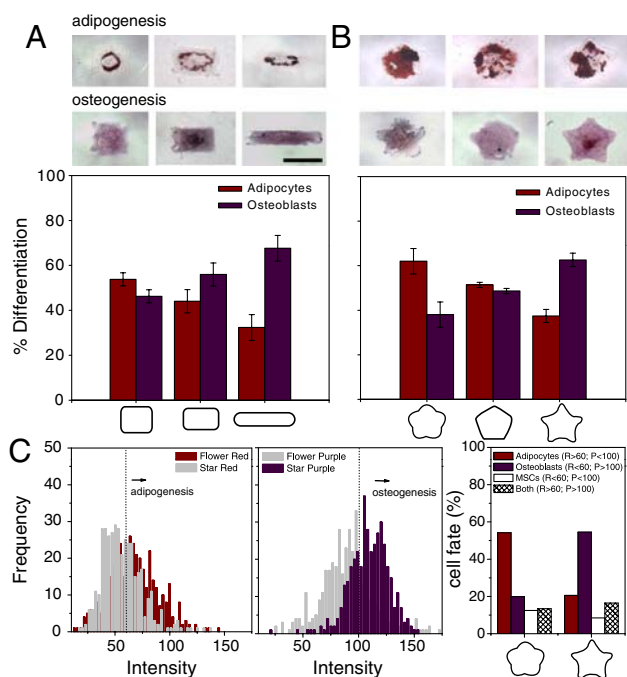 A
adipogenesis
osteogenesis
B
% Differentiation
100
80
60
40
20
0
Adipocytes
Osteoblasts
Adipocytes
Osteoblasts
C
Frequency
50
40
30
20
10
0
Flower Red
Star Red
adipogenesis
50 100 150
Intensity
Flower Purple
Star Purple
osteogenesis
50 100 150
Intensity
cell fate (%)
100
80
60
40
20
0
Adipocytes (R>60; P<100)
Osteoblasts (R<60; P>100)
MSCs (R<60; P<100)
Both (R>60; P>100)